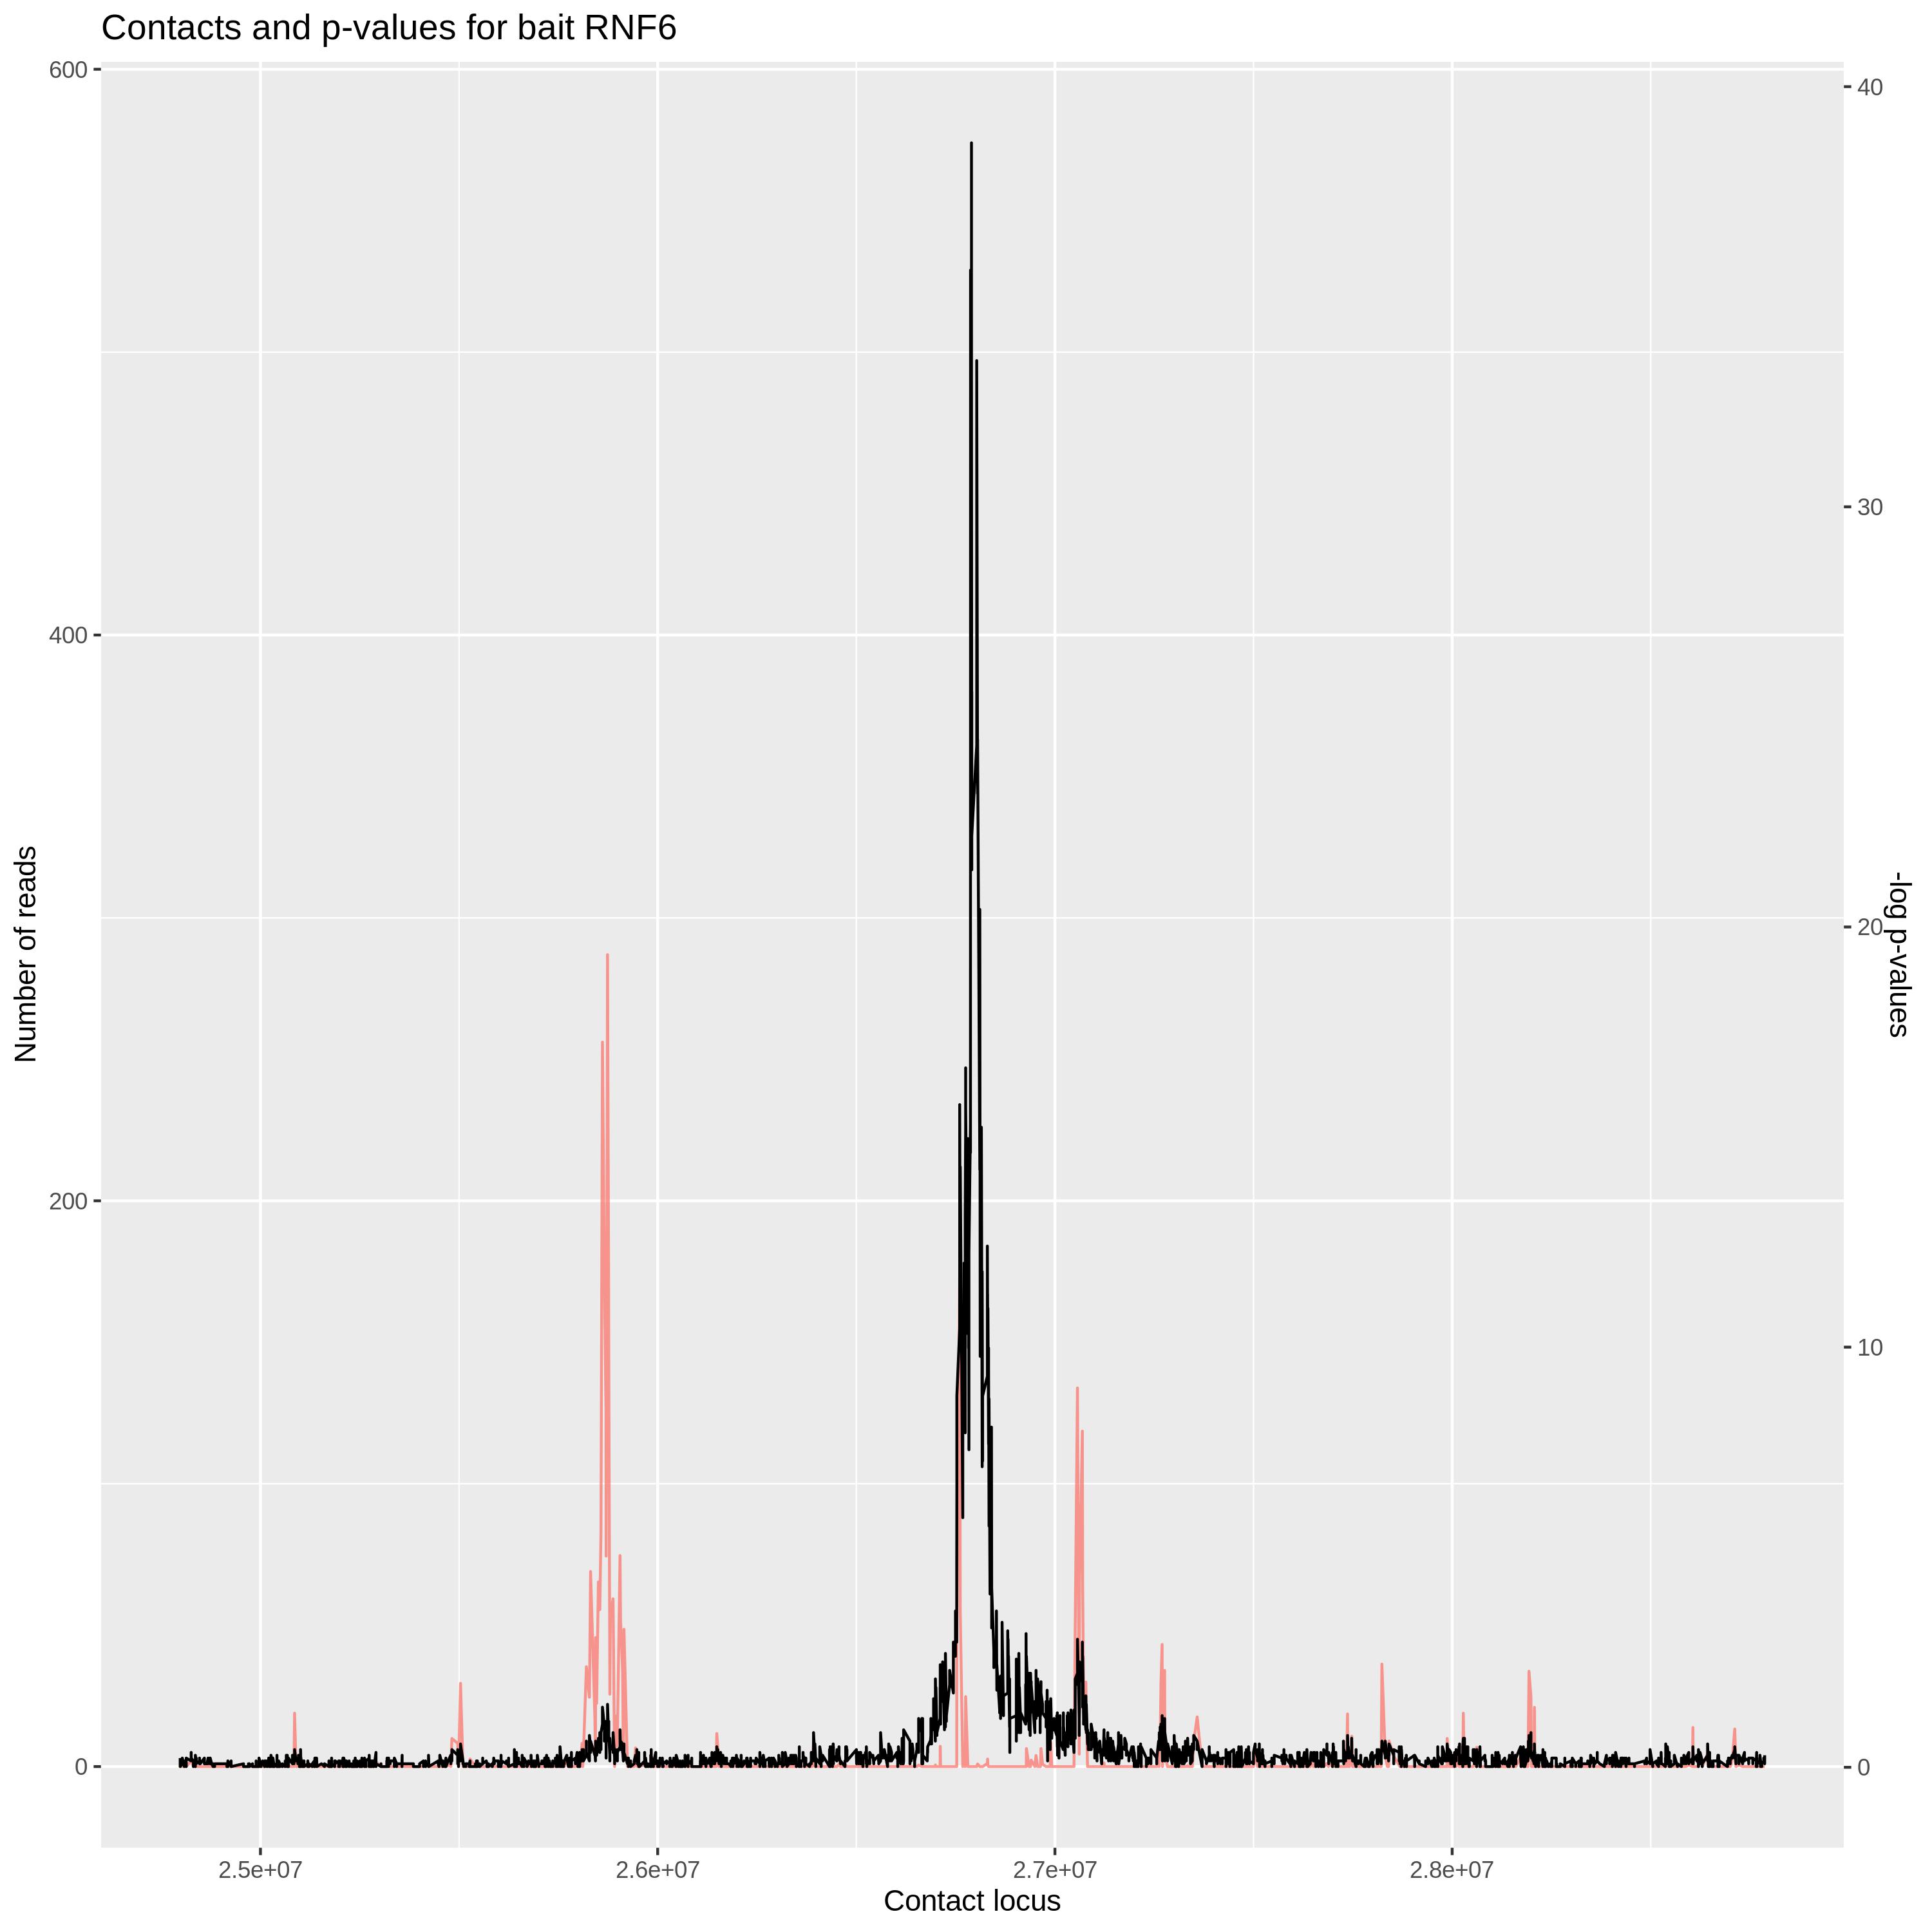 Contacts and p-values for bait RNF6
600
400
200
0
Number of reads
40
30
20
10
0
-log p-values
2.5e+07
2.6e+07
2.7e+07
2.8e+07
Contact locus